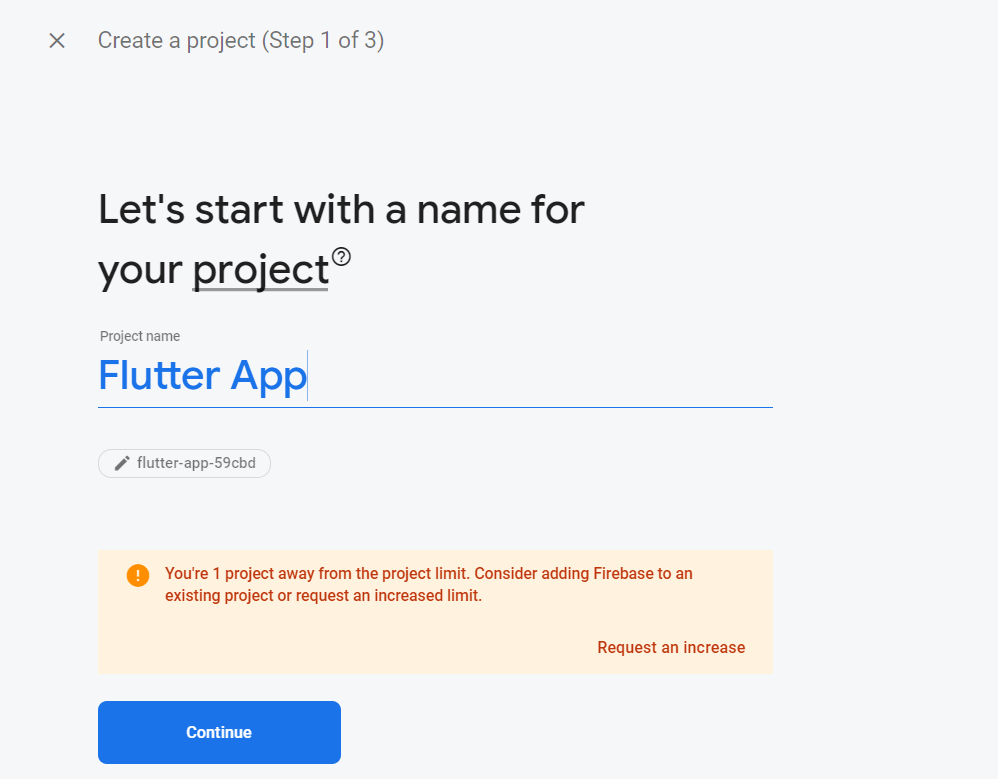 Create a project (Step 1 of 3)
Let's start with a name for
your project
Project name
Flutter App
flutter-app-59cbd
You're 1 project away from the project limit. Consider adding Firebase to an
existing project or request an increased limit.
Request an increase
Continue